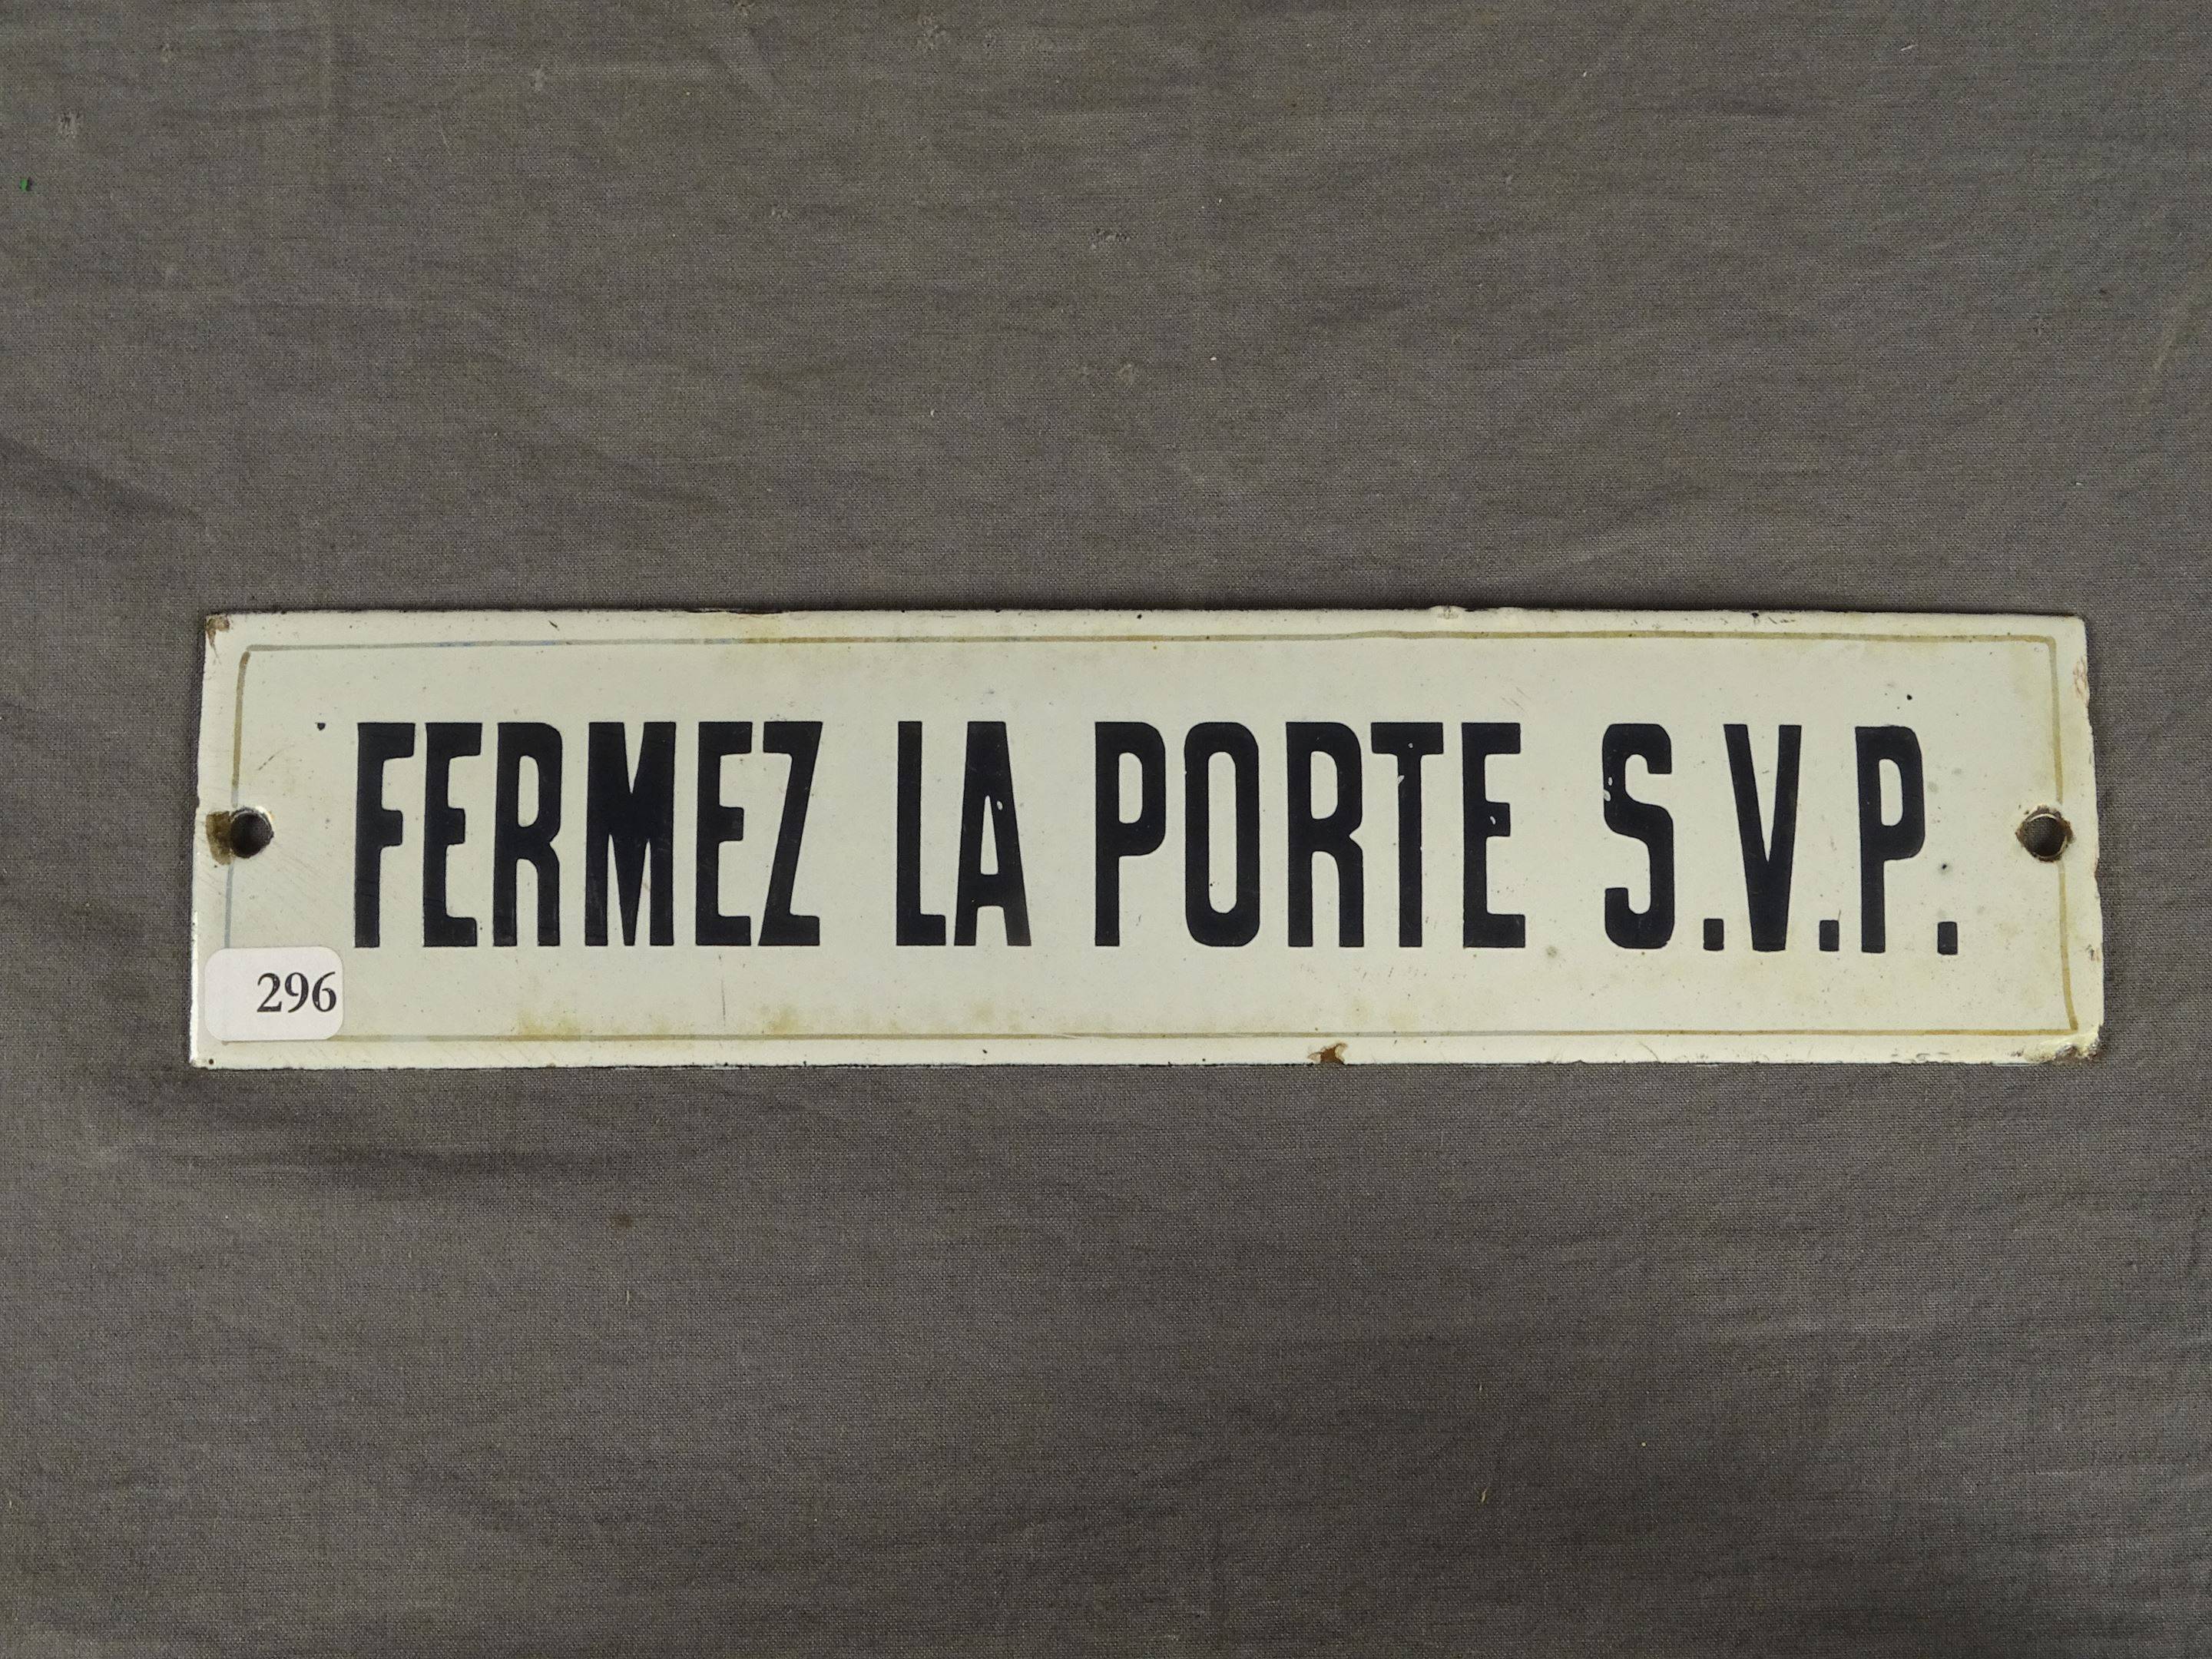 FERMEZ LA PORTE S.V.P.
296